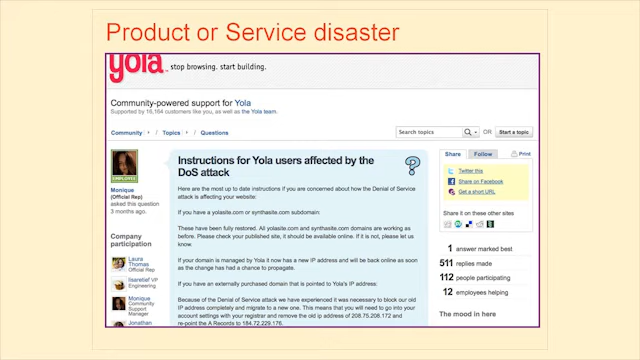 Product or Service disaster
yola
stop browsing. start building.
Community-powered support for Yola
Supported by 16,164 customers like you, as well as the Yola team.
Community / Topics / Questions
Search topics
OR
Start a topic
EMPLOYEE
Monique
(Official Rep)
asked this question
3 months ago.
Company
participation
Laura
Thomas
Official Rep
lisaretief VP
Engineering
Monique
Community
Support
Manager
Jonathan
Instructions for Yola users affected by the
DoS attack
?
Here are the most up to date instructions if you are concerned about how the Denial of Service
attack is affecting your website:
If you have a yolasite.com or synthasite.com subdomain:
These have been fully restored. All yolasite.com and synthasite.com domains are working as
before. Please check your published site, it should be available online. If it is not, please let us
know.
If your domain is managed by Yola it now has a new IP address and will be back online as soon
as the change has had a chance to propagate.
If you have an externally purchased domain that is pointed to Yola's IP address:
Because of the Denial of Service attack we have experienced it was necessary to block our old
IP address completely and migrate to a new one. This means that you will need to go into your
account settings with your registrar and remove the old ip address of 208.75.208.172 and
re-point the A Records to 184.72.229.176.
Share
Follow
Print
Twitter this
Share on Facebook
Get a short URL
Share it on these other sites
1 answer marked best
511 replies made
112 people participating
12 employees helping
The mood in here